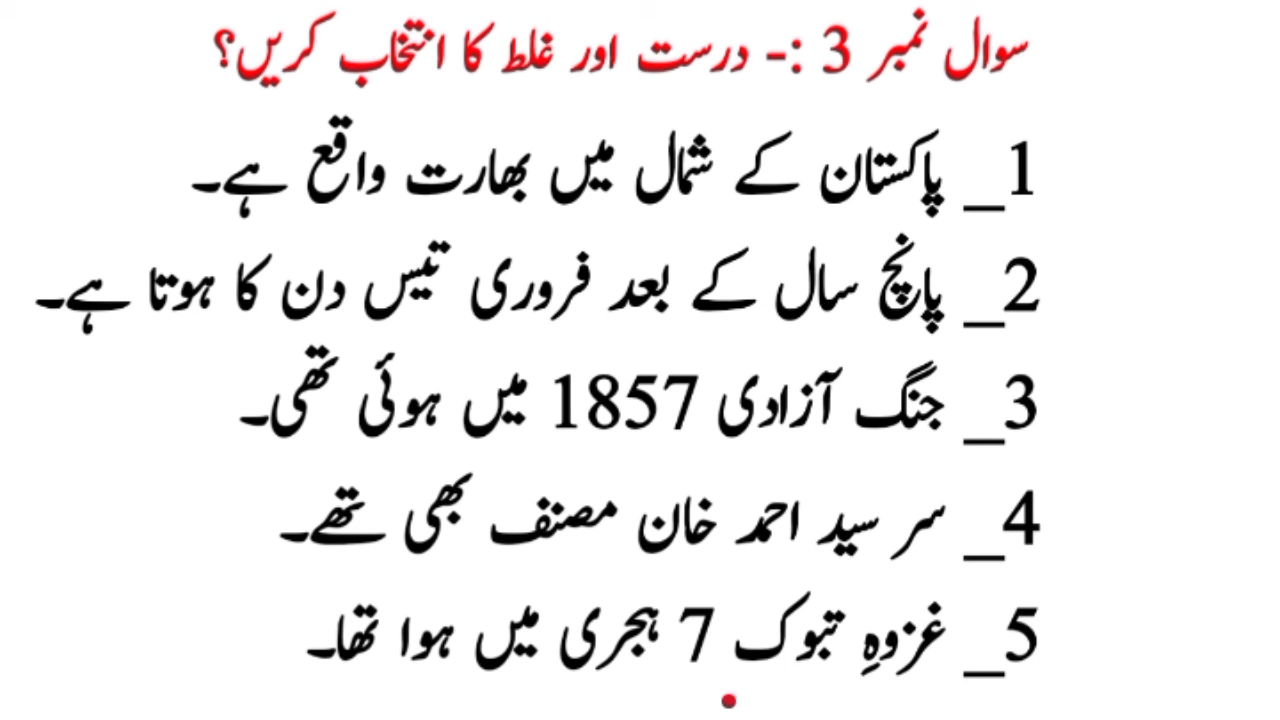 سوال نمبر 3 :- درست اور غلط کا انتخاب کریں؟
1_ پاکستان کے شمال میں بھارت واقع ہے۔
2_ پانچ سال کے بعد فروری تیس دن کا ہوتا ہے۔
3_ جنگ آزادی 1857 میں ہوئی تھی۔
4_ سر سید احمد خان مصنف بھی تھے۔
5_ غزوہِ تبوک 7 ہجری میں ہوا تھا۔